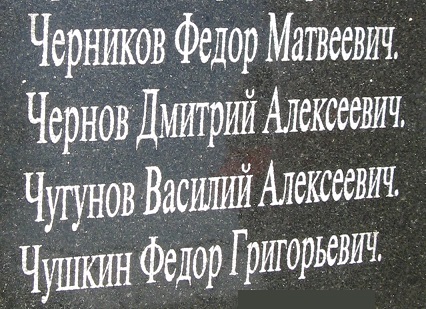 Черников Федор Матвеевич.
Чернов Дмитрий Алексеевич.
Чугунов Василий Алексеевич.
Чушкин Федор Григорьевич.